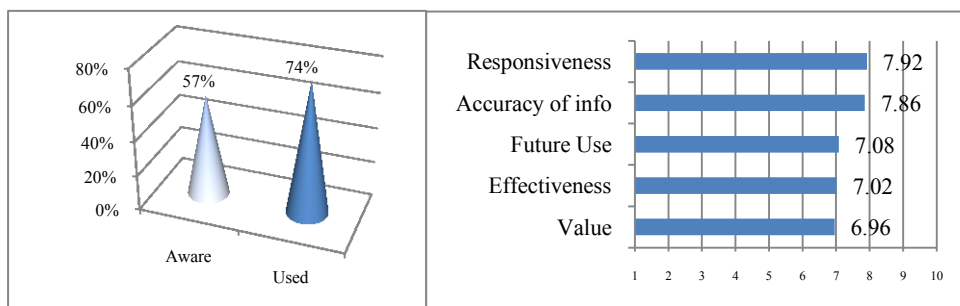 80%
60%
40%
20%
0%
57%
74%
Aware
Used
Responsiveness 7.92
Accuracy of info 7.86
Future Use 7.08
Effectiveness 7.02
Value 6.96
1 2 3 4 5 6 7 8 9 10